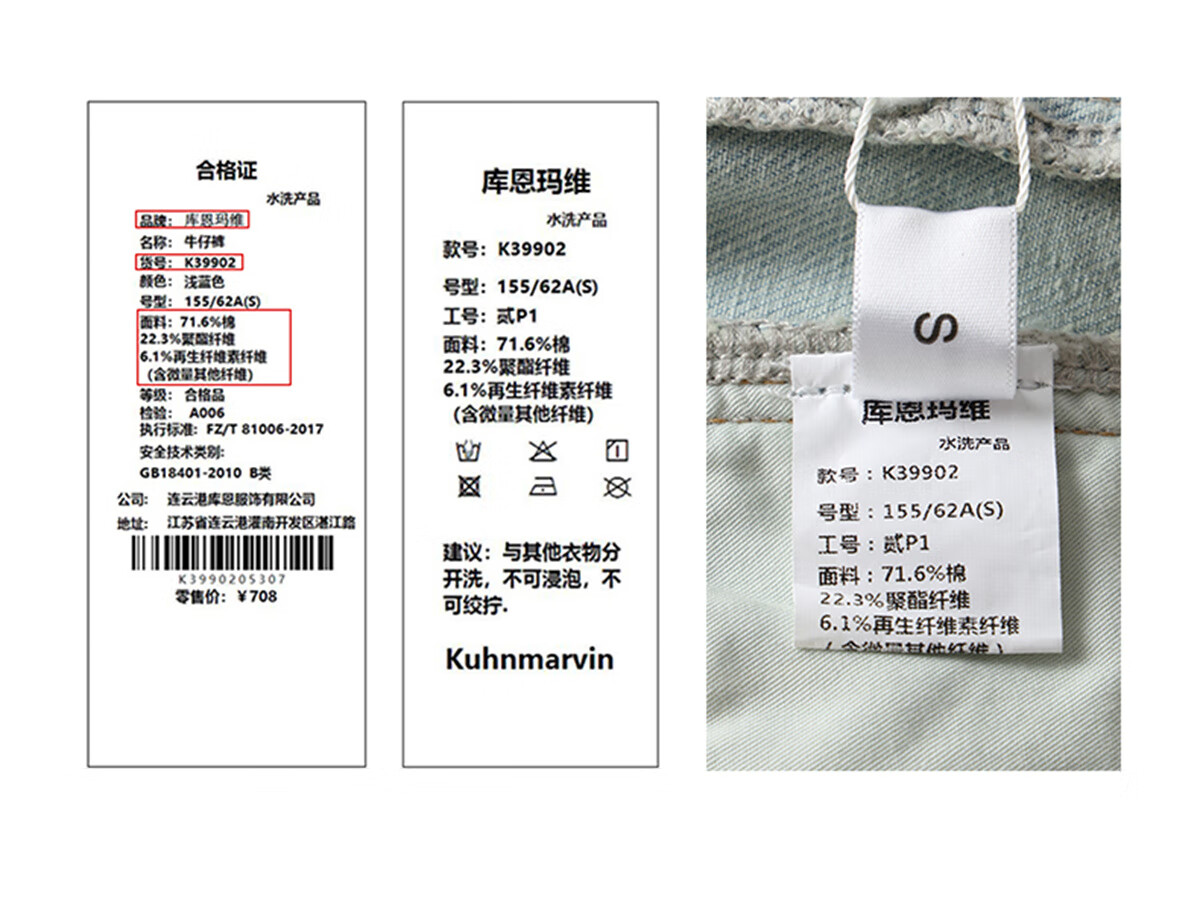 合格证
水洗产品
品牌： 库恩玛维
名称： 牛仔裤
货号： K39902
颜色： 浅蓝色
号型： 155/62A(S)
面料：71.6%棉
22.3%聚酯纤维
6.1%再生纤维素纤维
(含微量其他纤维)
等级： 合格品
检验： A006
执行标准：FZ/T 81006-2017
安全技术类别:
GB18401-2010 B类
公司: 连云港库恩服饰有限公司
地址: 江苏省连云港灌南开发区湛江路
K3990205307
零售价：￥708
库恩玛维
水洗产品
款号：K39902
号型：155/62A(S)
工号：贰P1
面料：71.6%棉
22.3%聚酯纤维
6.1%再生纤维素纤维
(含微量其他纤维)
建议：与其他衣物分
开洗，不可浸泡，不
可绞拧.
Kuhnmarvin
S
库恩玛维
水洗产品
款号：K39902
号型：155/62A(S)
工号：贰P1
面料：71.6%棉
22.3%聚酯纤维
6.1%再生纤维素纤维
(含微量其他纤维)